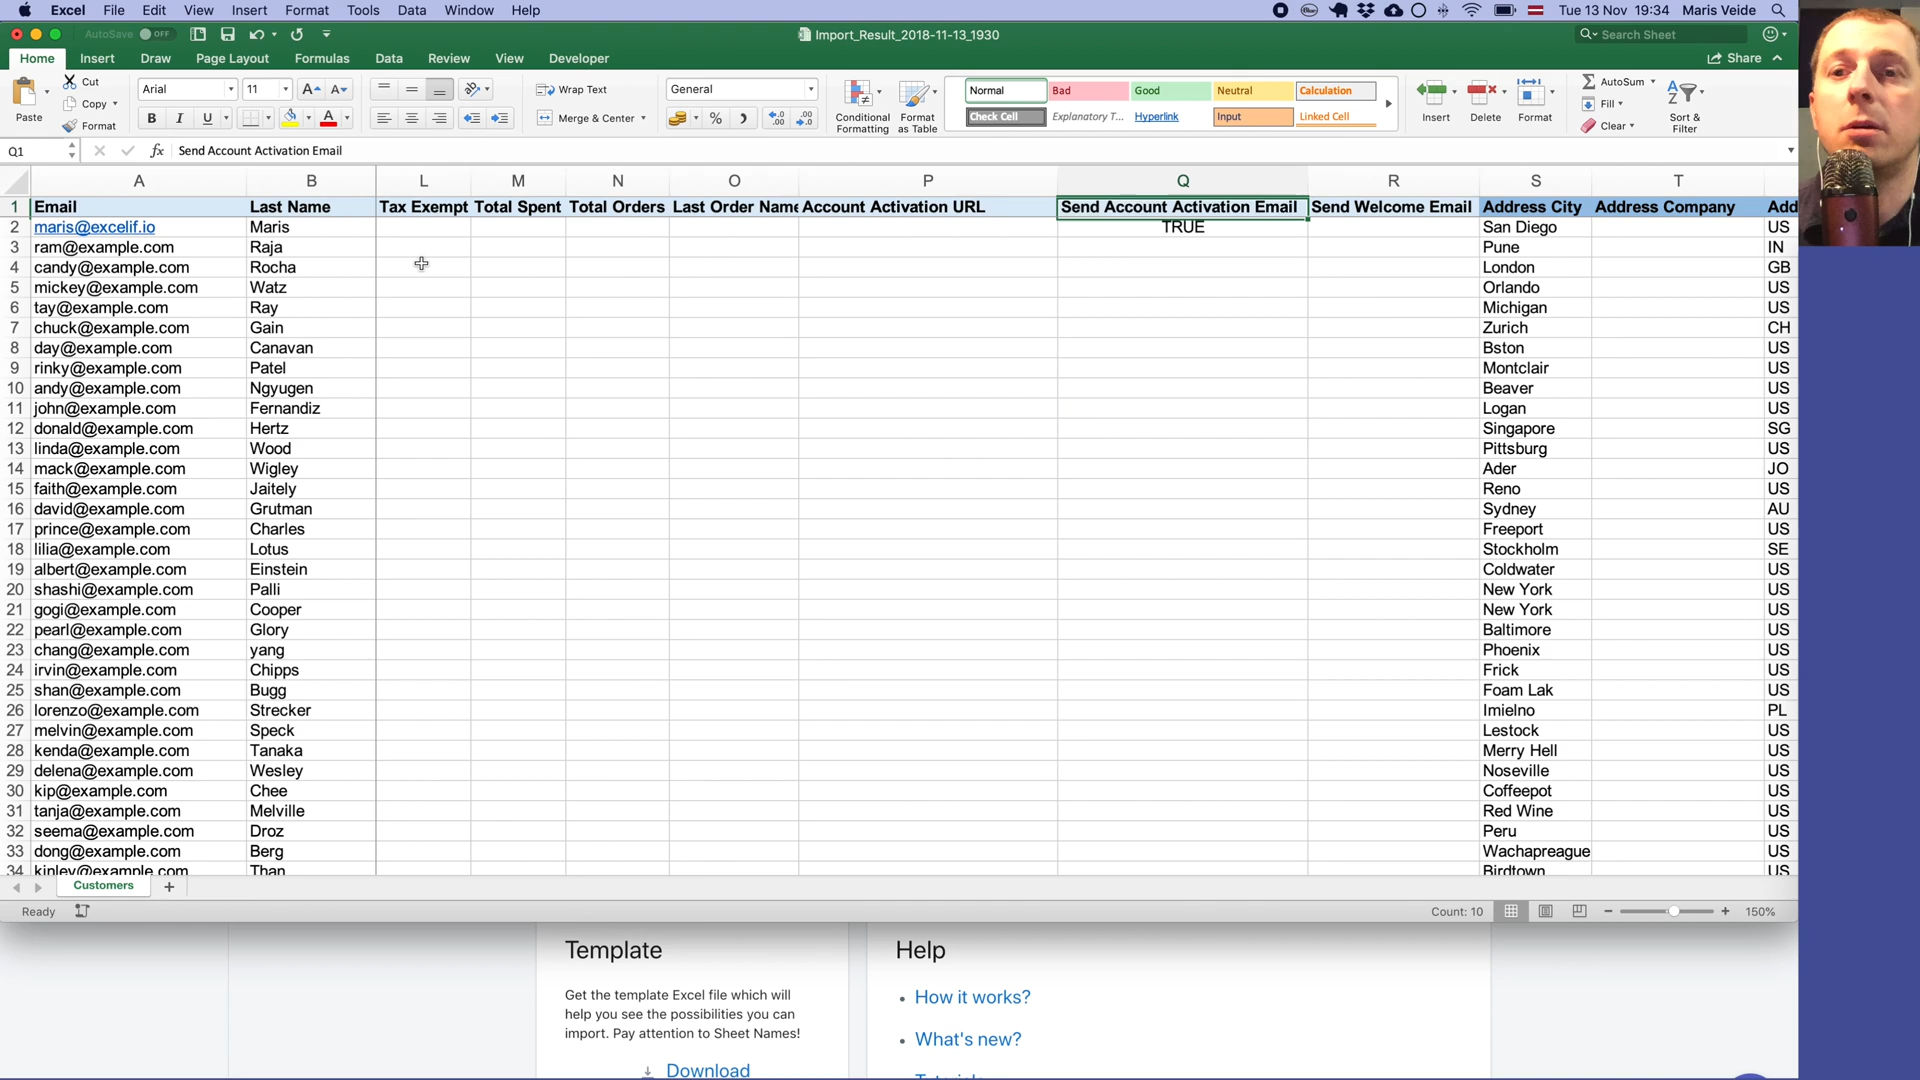 Excel File Edit View Insert Format Tools Data Window Help Tue 13 Nov 19:34 Maris Veide
AutoSave OFF Import_Result_2018-11-13_1930 Search Sheet
Home Insert Draw Page Layout Formulas Data Review View Developer Share
Paste Cut Copy Format
Arial 11
B I U A
Wrap Text
Merge & Center
General
Conditional Formatting
Format as Table
Normal Bad Good Neutral Calculation
Check Cell Explanatory T... Hyperlink Input Linked Cell
Insert Delete Format
AutoSum
Fill
Clear
Sort & Filter
Q1 fx Send Account Activation Email
A B L M N O P Q R S T
1 Email Last Name Tax Exempt Total Spent Total Orders Last Order Name Account Activation URL Send Account Activation Email Send Welcome Email Address City Address Company Add
2 maris@excelif.io Maris TRUE San Diego US
3 ram@example.com Raja Pune IN
4 candy@example.com Rocha London GB
5 mickey@example.com Watz Orlando US
6 tay@example.com Ray Michigan US
7 chuck@example.com Gain Zurich CH
8 day@example.com Canavan Bston US
9 rinky@example.com Patel Montclair US
10 andy@example.com Ngyugen Beaver US
11 john@example.com Fernandiz Logan US
12 donald@example.com Hertz Singapore SG
13 linda@example.com Wood Pittsburg US
14 mack@example.com Wigley Ader JO
15 faith@example.com Jaitely Reno US
16 david@example.com Grutman Sydney AU
17 prince@example.com Charles Freeport US
18 lilia@example.com Lotus Stockholm SE
19 albert@example.com Einstein Coldwater US
20 shashi@example.com Palli New York US
21 gogi@example.com Cooper New York US
22 pearl@example.com Glory Baltimore US
23 chang@example.com yang Phoenix US
24 irvin@example.com Chipps Frick US
25 shan@example.com Bugg Foam Lak US
26 lorenzo@example.com Strecker Imielno PL
27 melvin@example.com Speck Lestock US
28 kenda@example.com Tanaka Merry Hell US
29 delena@example.com Wesley Noseville US
30 kip@example.com Chee Coffeepot US
31 tanja@example.com Melville Red Wine US
32 seema@example.com Droz Peru US
33 dong@example.com Berg Wachapreague US
34 kinley@example.com Than Birdtown US
Customers +
Ready Count: 10 150%
Template
Get the template Excel file which will
help you see the possibilities you can
import. Pay attention to Sheet Names!
Download
Help
How it works?
What's new?